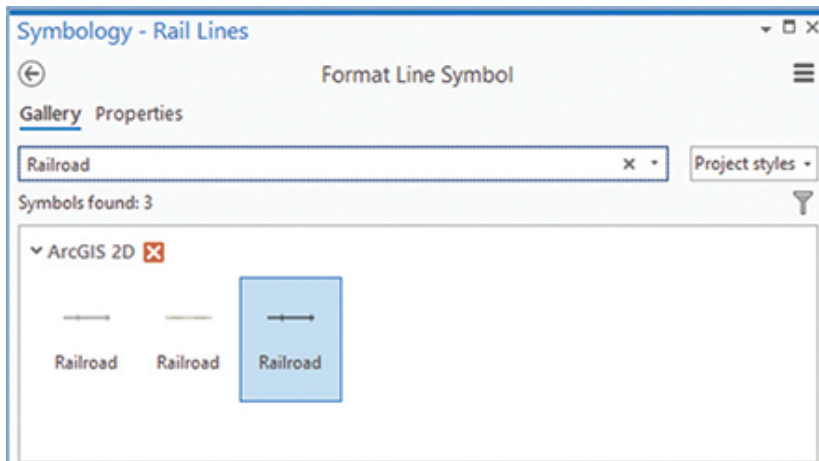 Symbology - Rail Lines
Format Line Symbol
Gallery Properties
Railroad
Project styles
Symbols found: 3
ArcGIS 2D
Railroad Railroad Railroad